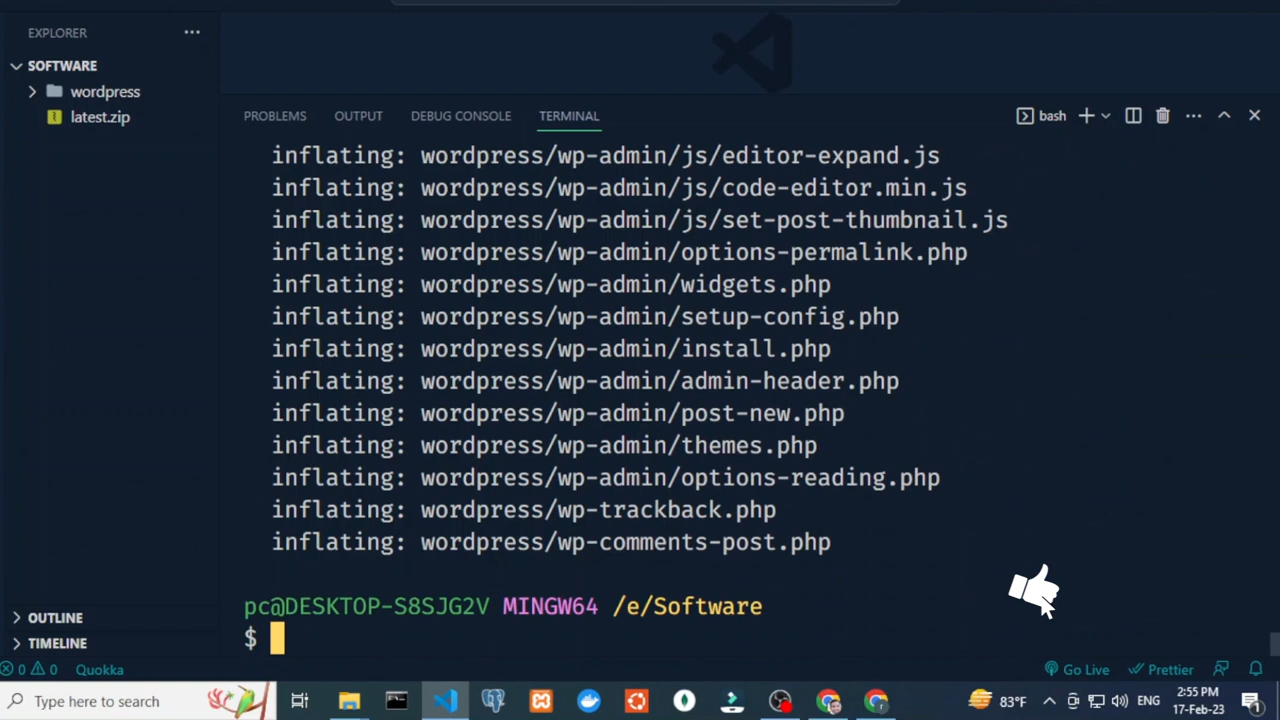 EXPLORER
SOFTWARE
wordpress
latest.zip
PROBLEMS OUTPUT DEBUG CONSOLE TERMINAL bash
inflating: wordpress/wp-admin/js/editor-expand.js
inflating: wordpress/wp-admin/js/code-editor.min.js
inflating: wordpress/wp-admin/js/set-post-thumbnail.js
inflating: wordpress/wp-admin/options-permalink.php
inflating: wordpress/wp-admin/widgets.php
inflating: wordpress/wp-admin/setup-config.php
inflating: wordpress/wp-admin/install.php
inflating: wordpress/wp-admin/admin-header.php
inflating: wordpress/wp-admin/post-new.php
inflating: wordpress/wp-admin/themes.php
inflating: wordpress/wp-admin/options-reading.php
inflating: wordpress/wp-trackback.php
inflating: wordpress/wp-comments-post.php
pc@DESKTOP-S8SJG2V MINGW64 /e/Software
$
OUTLINE
TIMELINE
0 0 Quokka Go Live Prettier
Type here to search 83°F ENG 2:55 PM
17-Feb-23 1